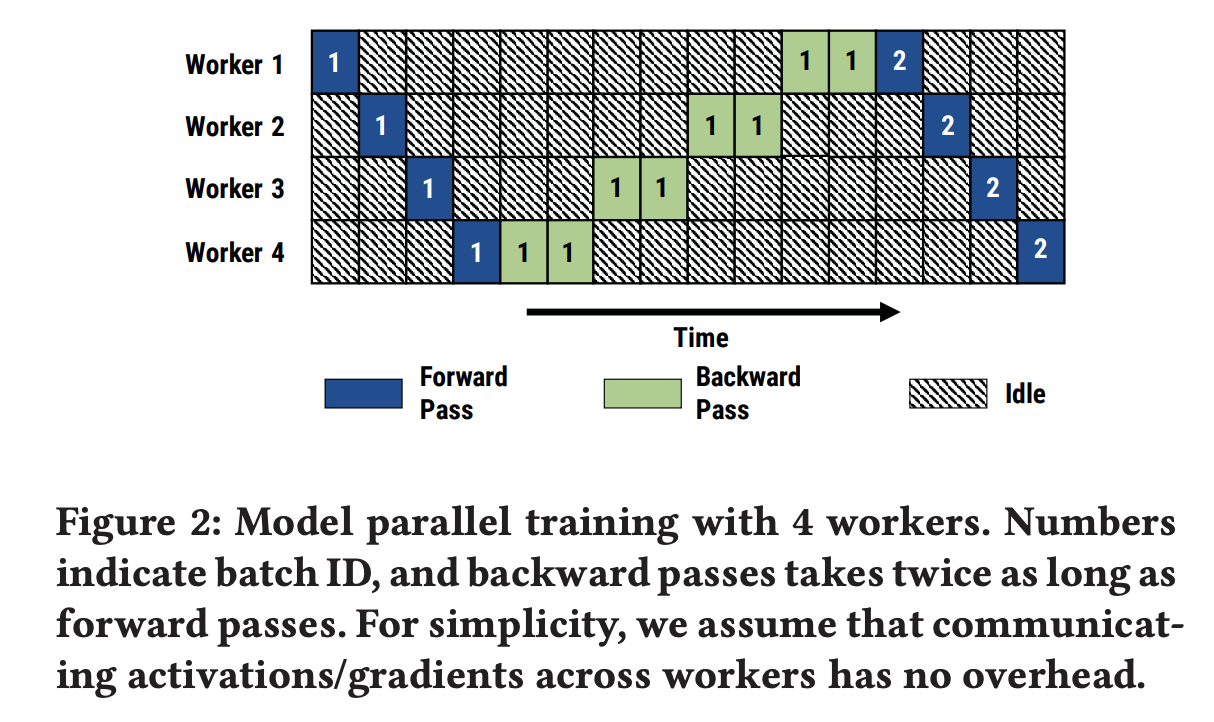 Worker 1 1 1 1 2
Worker 2 1 1 1 2
Worker 3 1 1 1 2
Worker 4 1 1 1 2
Time
Forward
Pass
Backward
Pass
Idle
Figure 2: Model parallel training with 4 workers. Numbers
indicate batch ID, and backward passes takes twice as long as
forward passes. For simplicity, we assume that communicat-
ing activations/gradients across workers has no overhead.